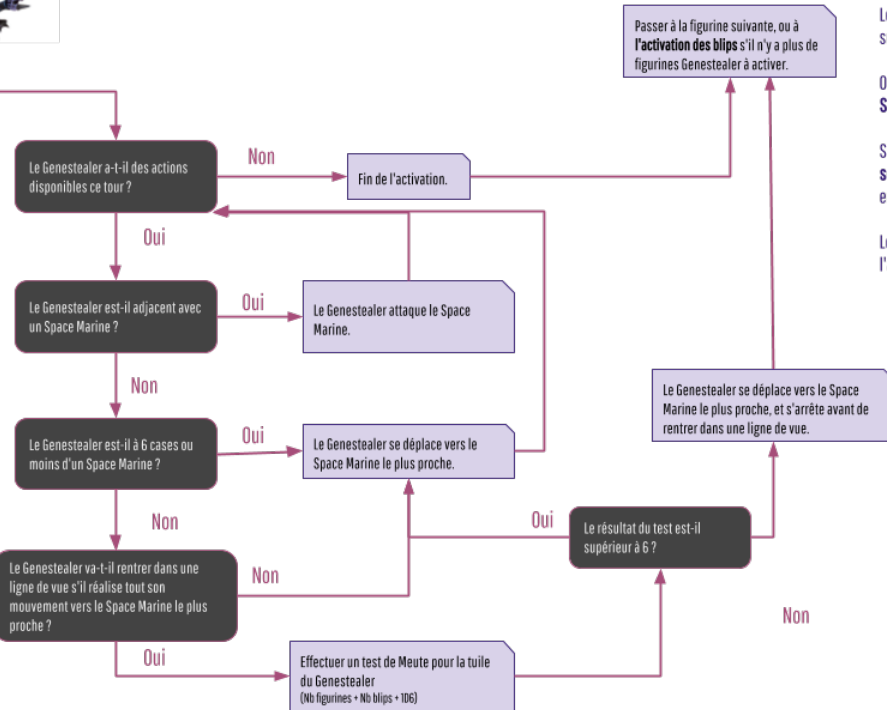 Passer à la figurine suivante, ou à
l'activation des blips s'il n'y a plus de
figurines Genestealer à activer.
Le Genestealer a-t-il des actions
disponibles ce tour ?
Non
Fin de l'activation.
Oui
Le Genestealer est-il adjacent avec
un Space Marine ?
Oui
Le Genestealer attaque le Space
Marine.
Non
Le Genestealer est-il à 6 cases ou
moins d'un Space Marine ?
Oui
Le Genestealer se déplace vers le
Space Marine le plus proche.
Le Genestealer se déplace vers le Space
Marine le plus proche, et s'arrête avant de
rentrer dans une ligne de vue.
Non
Oui
Le résultat du test est-il
supérieur à 6 ?
Le Genestealer va-t-il rentrer dans une
ligne de vue s'il réalise tout son
mouvement vers le Space Marine le plus
proche ?
Non
Non
Oui
Effectuer un test de Meute pour la tuile
du Genestealer
(Nb figurines + Nb blips + 1D6)